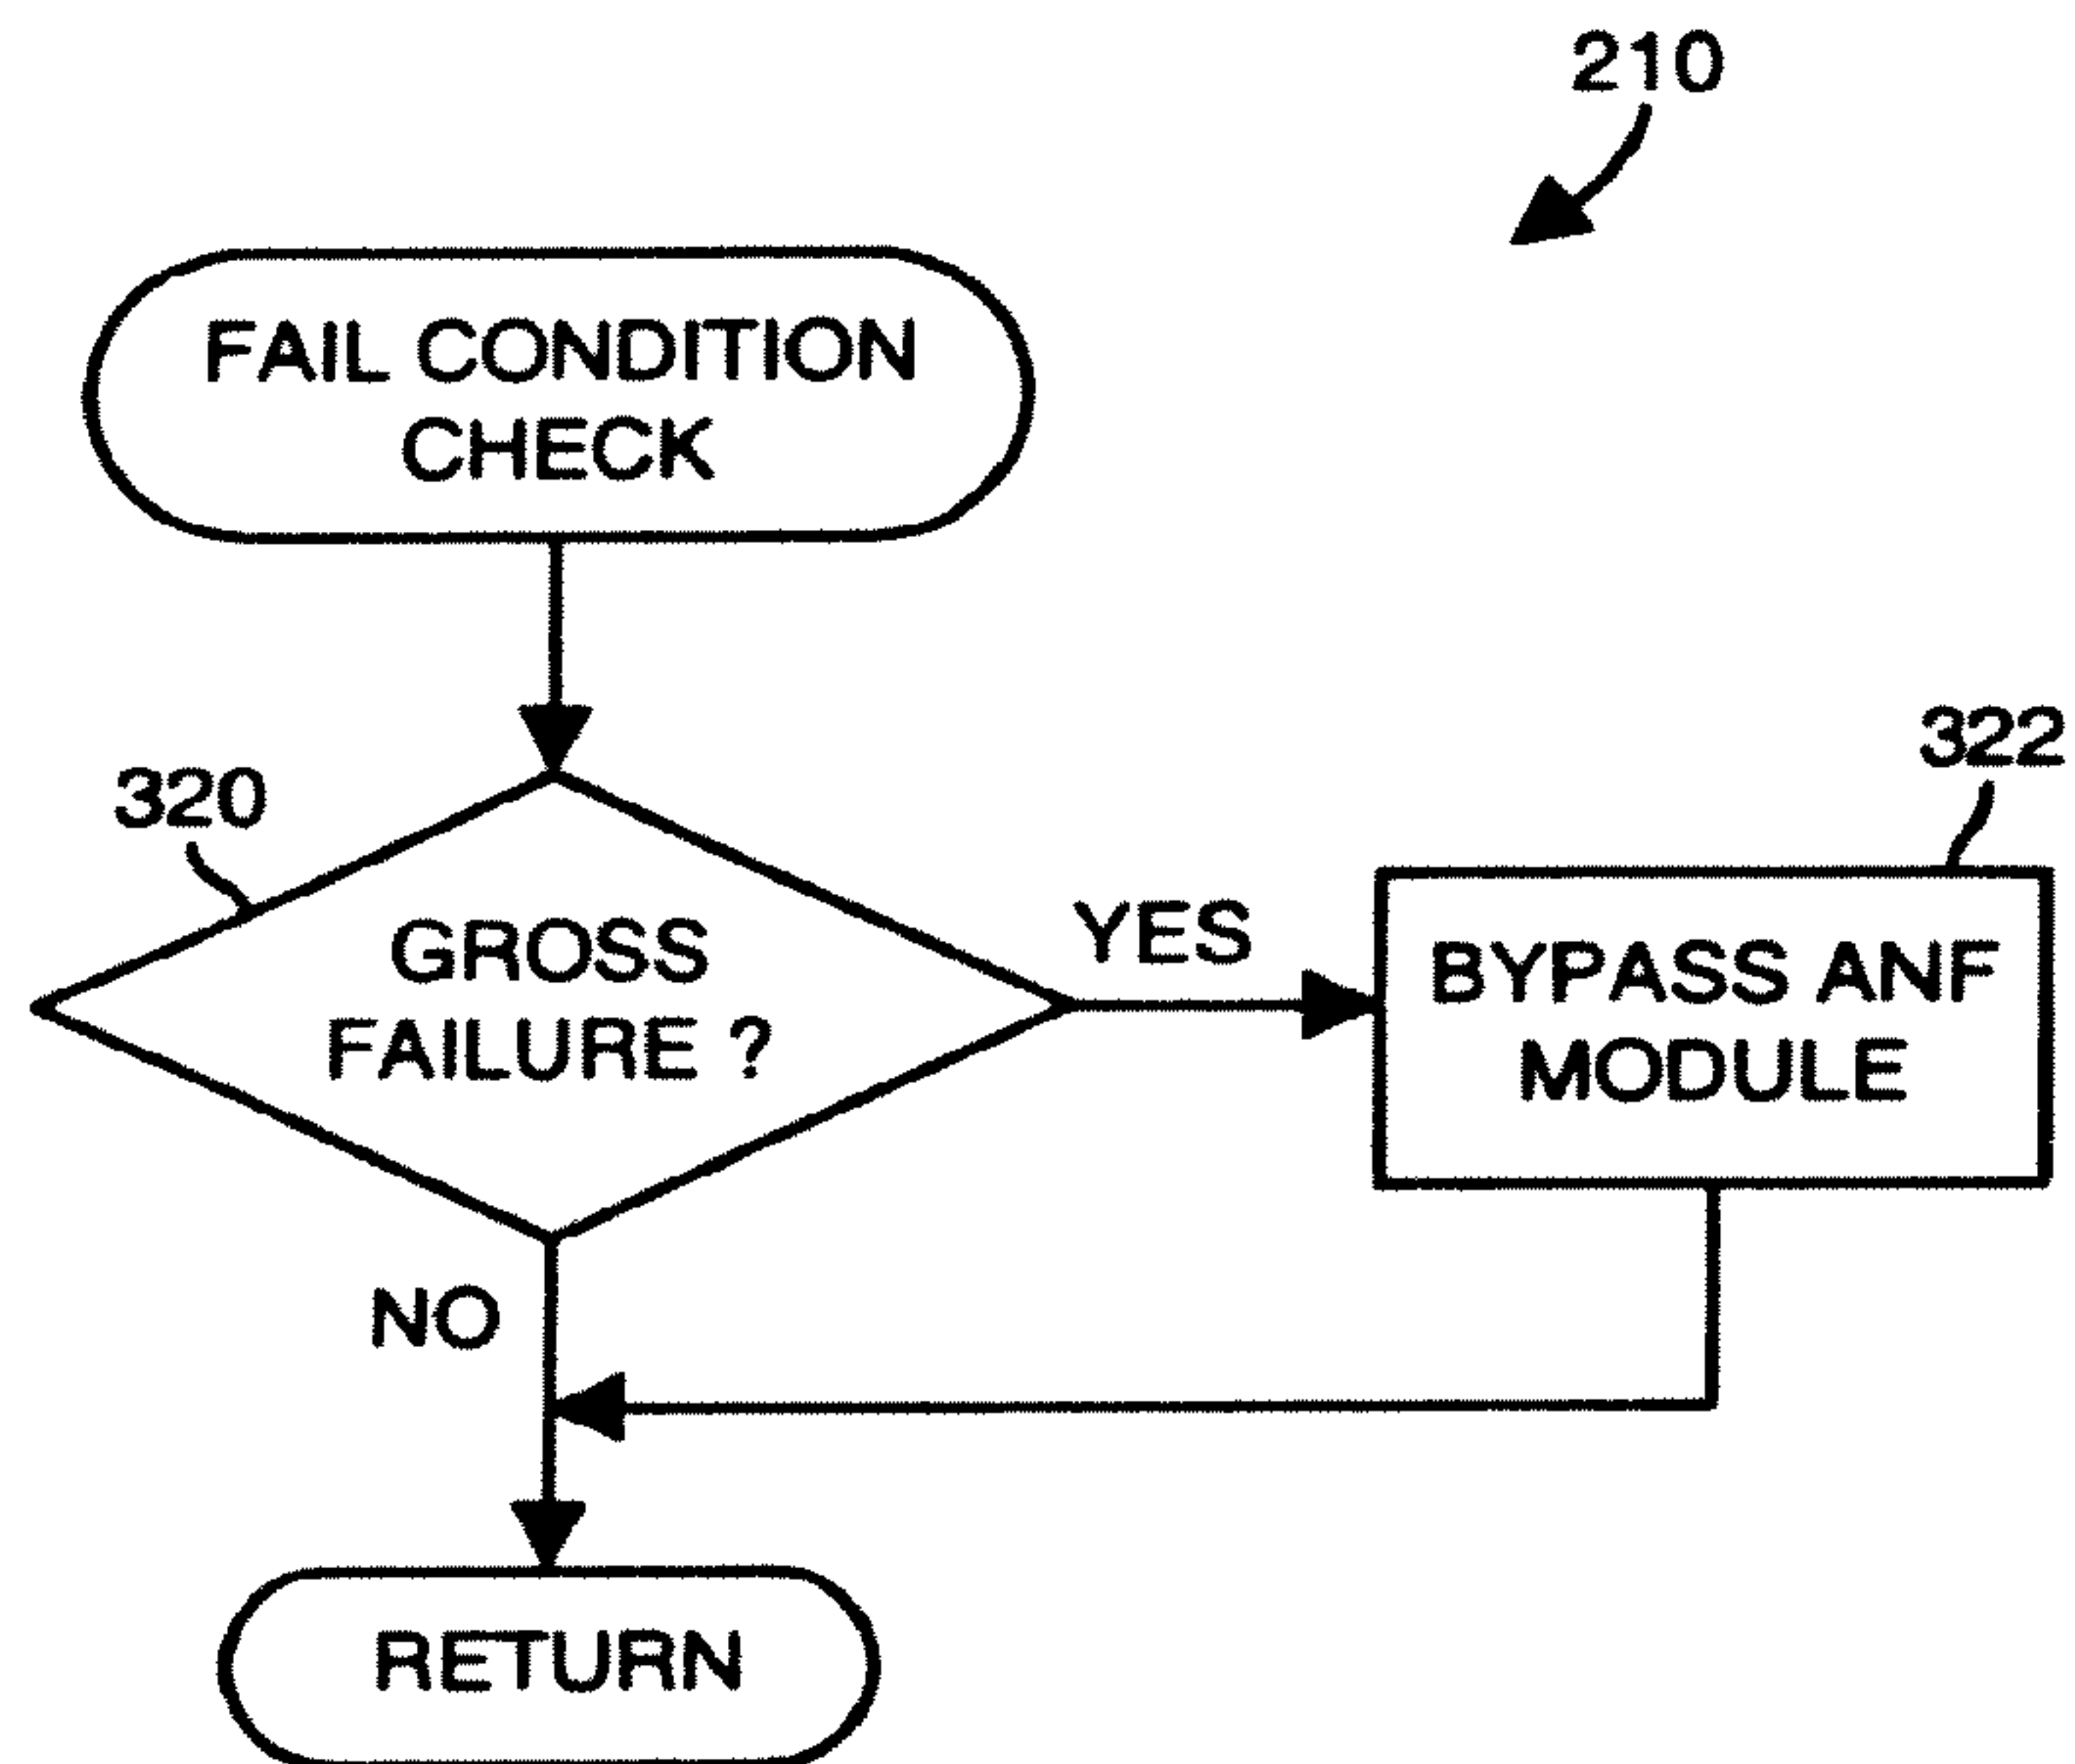 210
FAIL CONDITION
CHECK
320
GROSS
FAILURE ?
YES
322
BYPASS ANF
MODULE
NO
RETURN